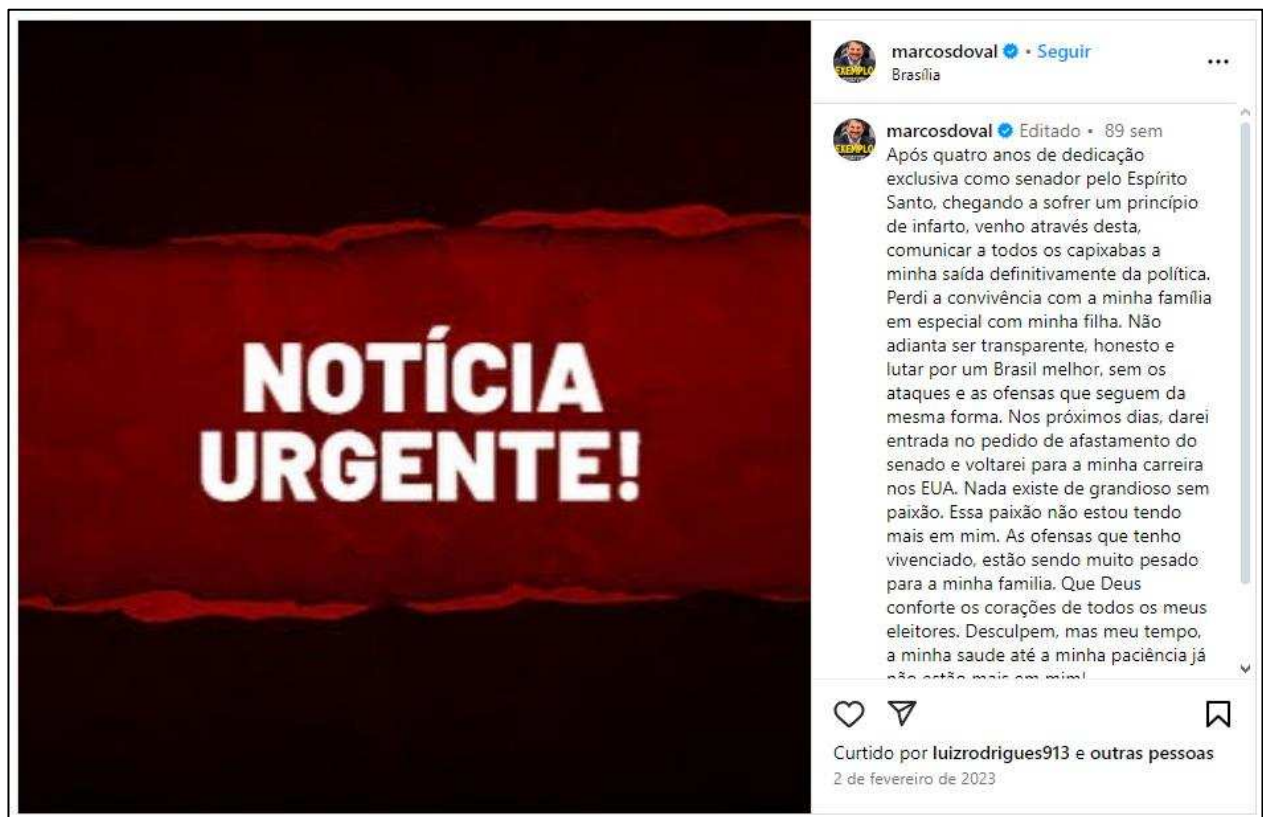 NOTÍCIA
URGENTE!
marcosdoval • Seguir
Brasília
marcosdoval Editado • 89 sem
Após quatro anos de dedicação
exclusiva como senador pelo Espírito
Santo, chegando a sofrer um princípio
de infarto, venho através desta,
comunicar a todos os capixabas a
minha saída definitivamente da política.
Perdi a convivência com a minha família
em especial com minha filha. Não
adianta ser transparente, honesto e
lutar por um Brasil melhor, sem os
ataques e as ofensas que seguem da
mesma forma. Nos próximos dias, darei
entrada no pedido de afastamento do
senado e voltarei para a minha carreira
nos EUA. Nada existe de grandioso sem
paixão. Essa paixão não estou tendo
mais em mim. As ofensas que tenho
vivenciado, estão sendo muito pesado
para a minha familia. Que Deus
conforte os corações de todos os meus
eleitores. Desculpem, mas meu tempo,
a minha saude até a minha paciência já
não estão mais em mim!
Curtido por luizrodrigues913 e outras pessoas
2 de fevereiro de 2023